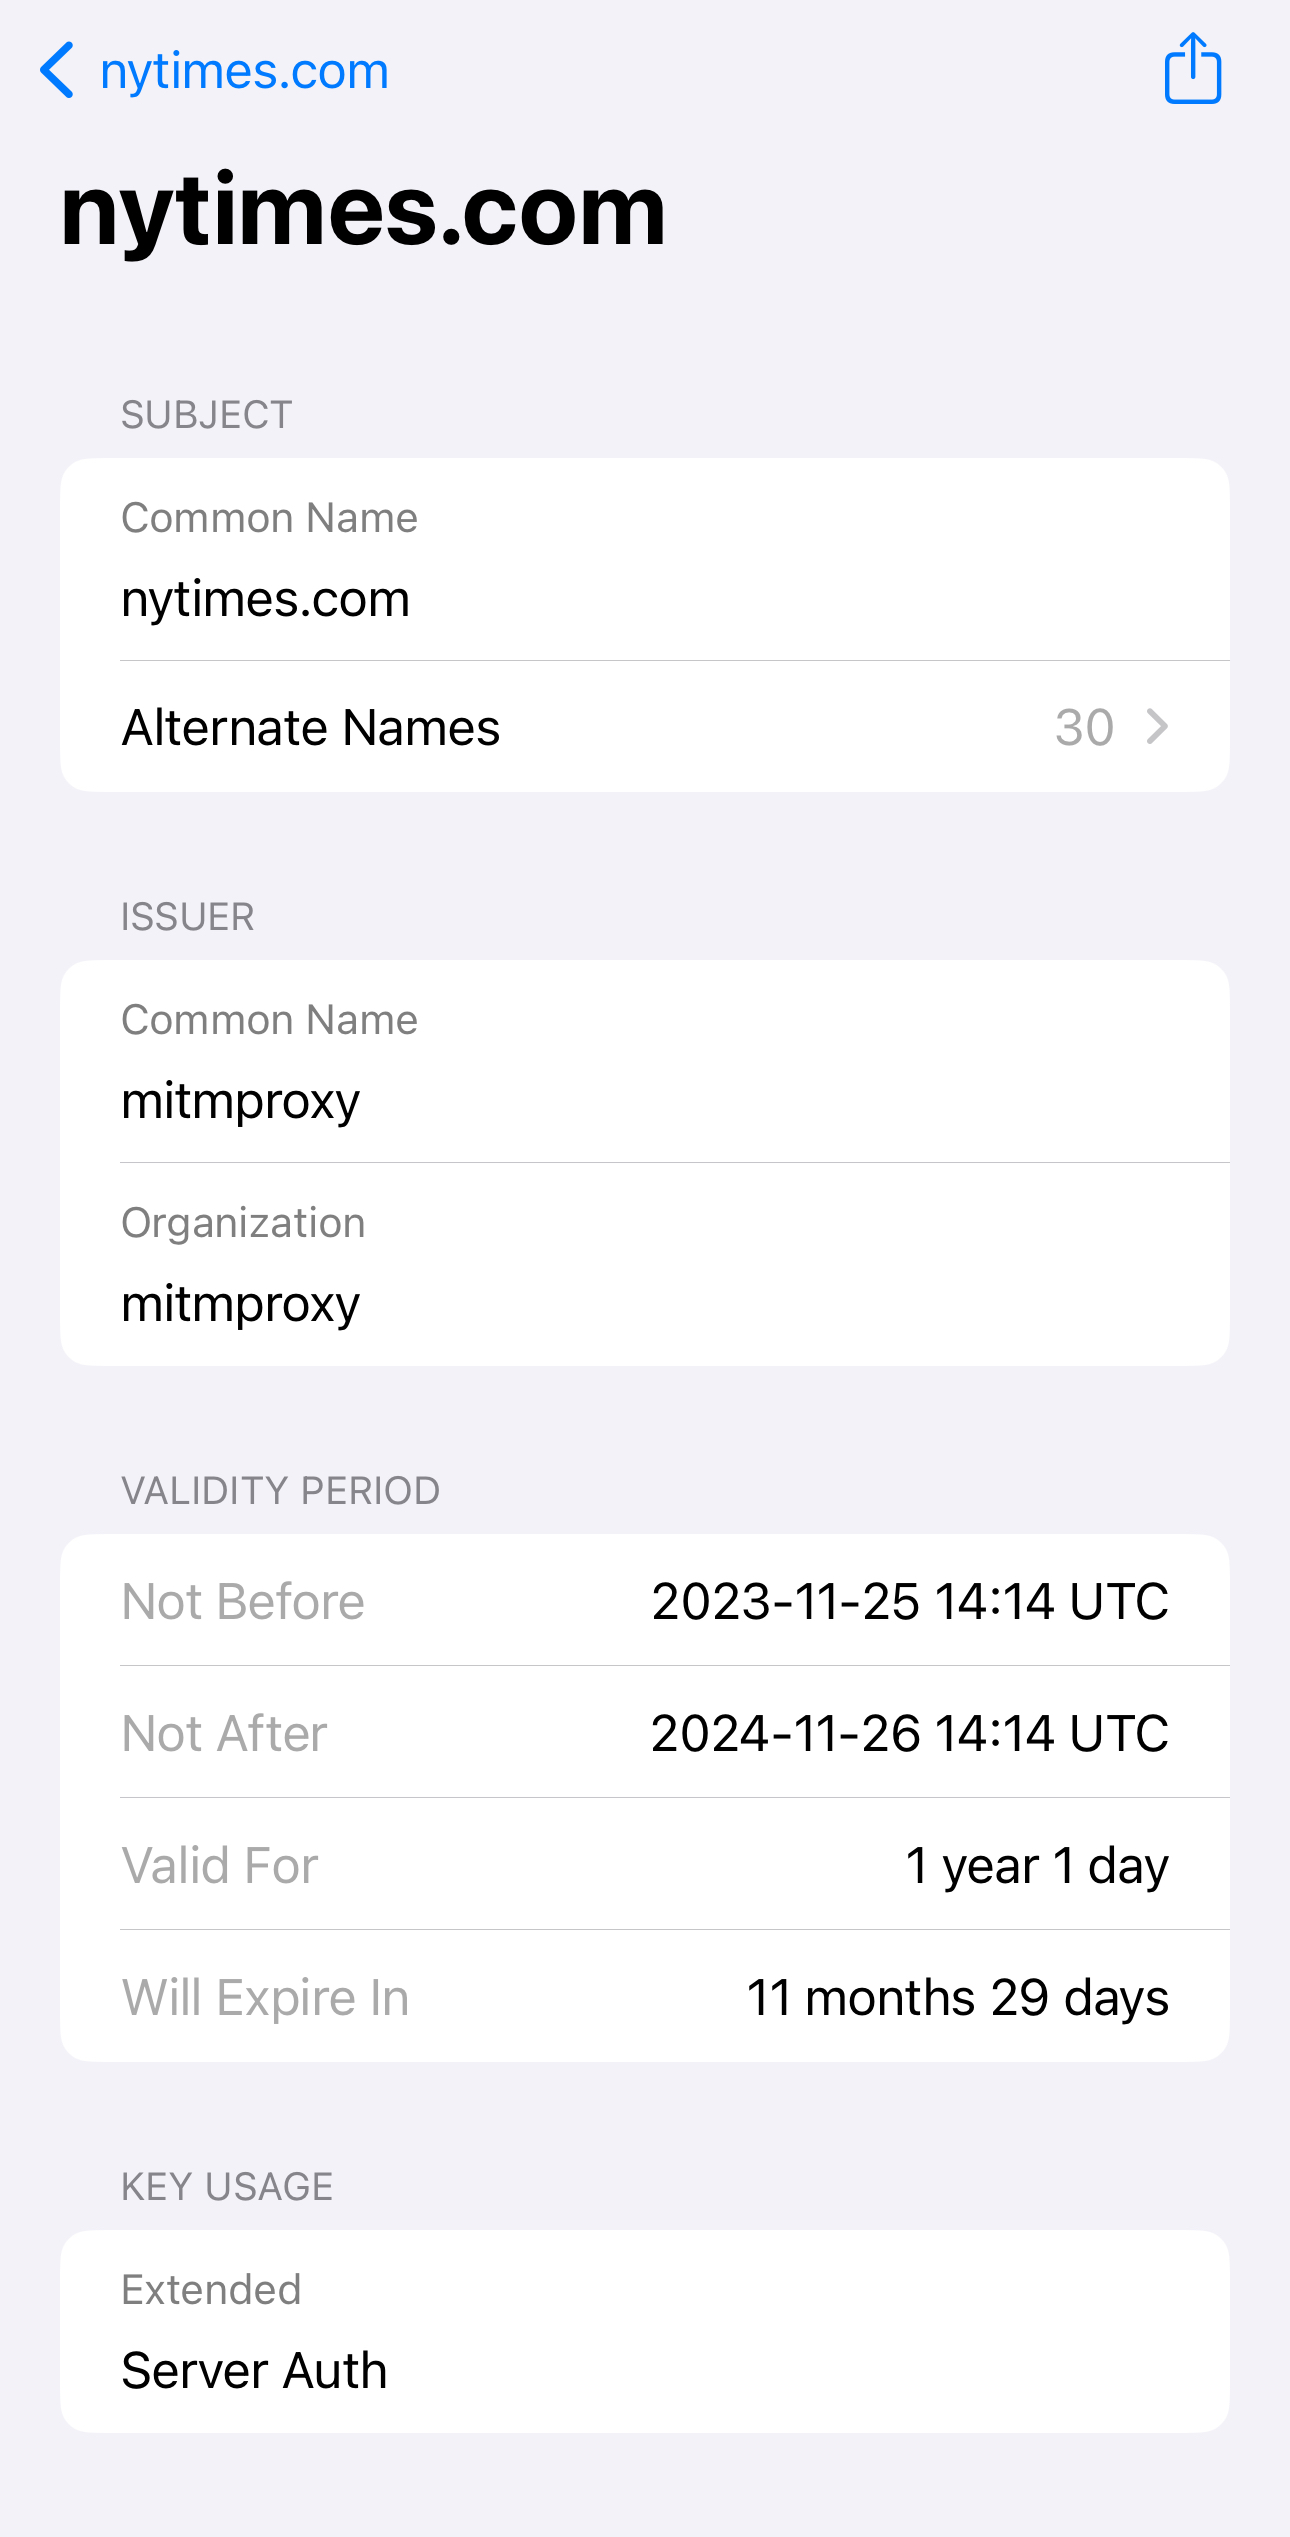 nytimes.com
nytimes.com
SUBJECT
Common Name
nytimes.com
Alternate Names 30
ISSUER
Common Name
mitmproxy
Organization
mitmproxy
VALIDITY PERIOD
Not Before 2023-11-25 14:14 UTC
Not After 2024-11-26 14:14 UTC
Valid For 1 year 1 day
Will Expire In 11 months 29 days
KEY USAGE
Extended
Server Auth